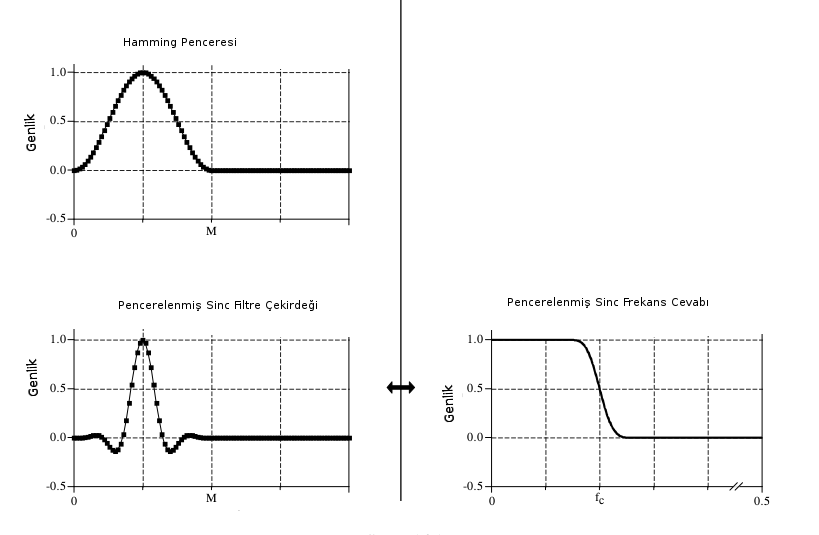 Hamming Penceresi
1.0
0.5
0.0
-0.5
Genlik
0
M
Pencerelenmiş Sinc Filtre Çekirdeği
1.0
0.5
0.0
-0.5
Genlik
0
M
Pencerelenmiş Sinc Frekans Cevabı
1.0
0.5
0.0
-0.5
Genlik
0
fc
0.5